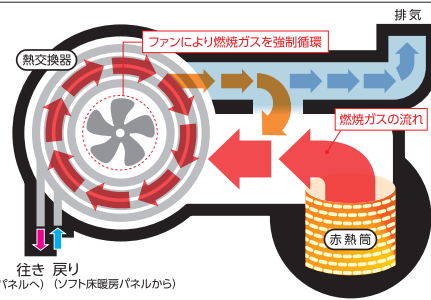 排気
ファンにより燃焼ガスを強制循環
熱交換器
燃焼ガスの流れ
赤熱筒
往き 戻り
パネルへ) (ソフト床暖房パネルから)